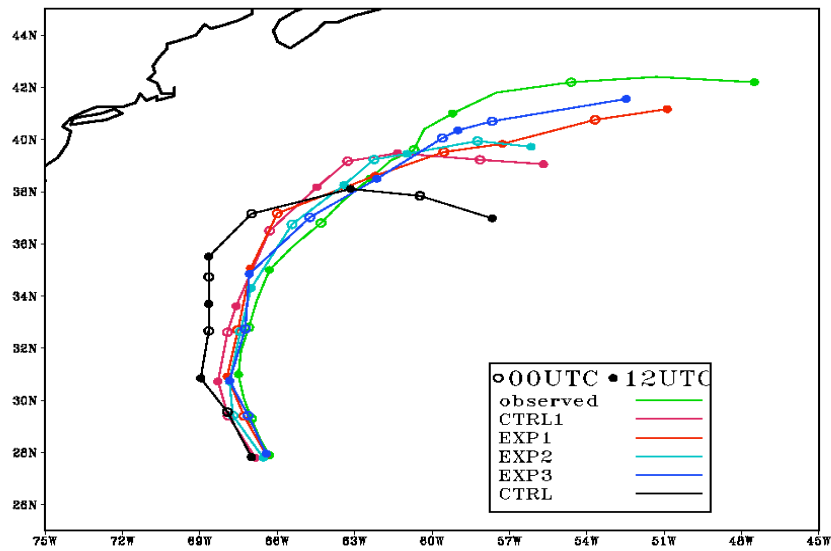 44N
42N
40N
38N
36N
34N
32N
30N
28N
26N
00UTC 12UTC
observed
CTRL1
EXP1
EXP2
EXP3
CTRL
75W 72W 69W 66W 63W 60W 57W 54W 51W 48W 45W